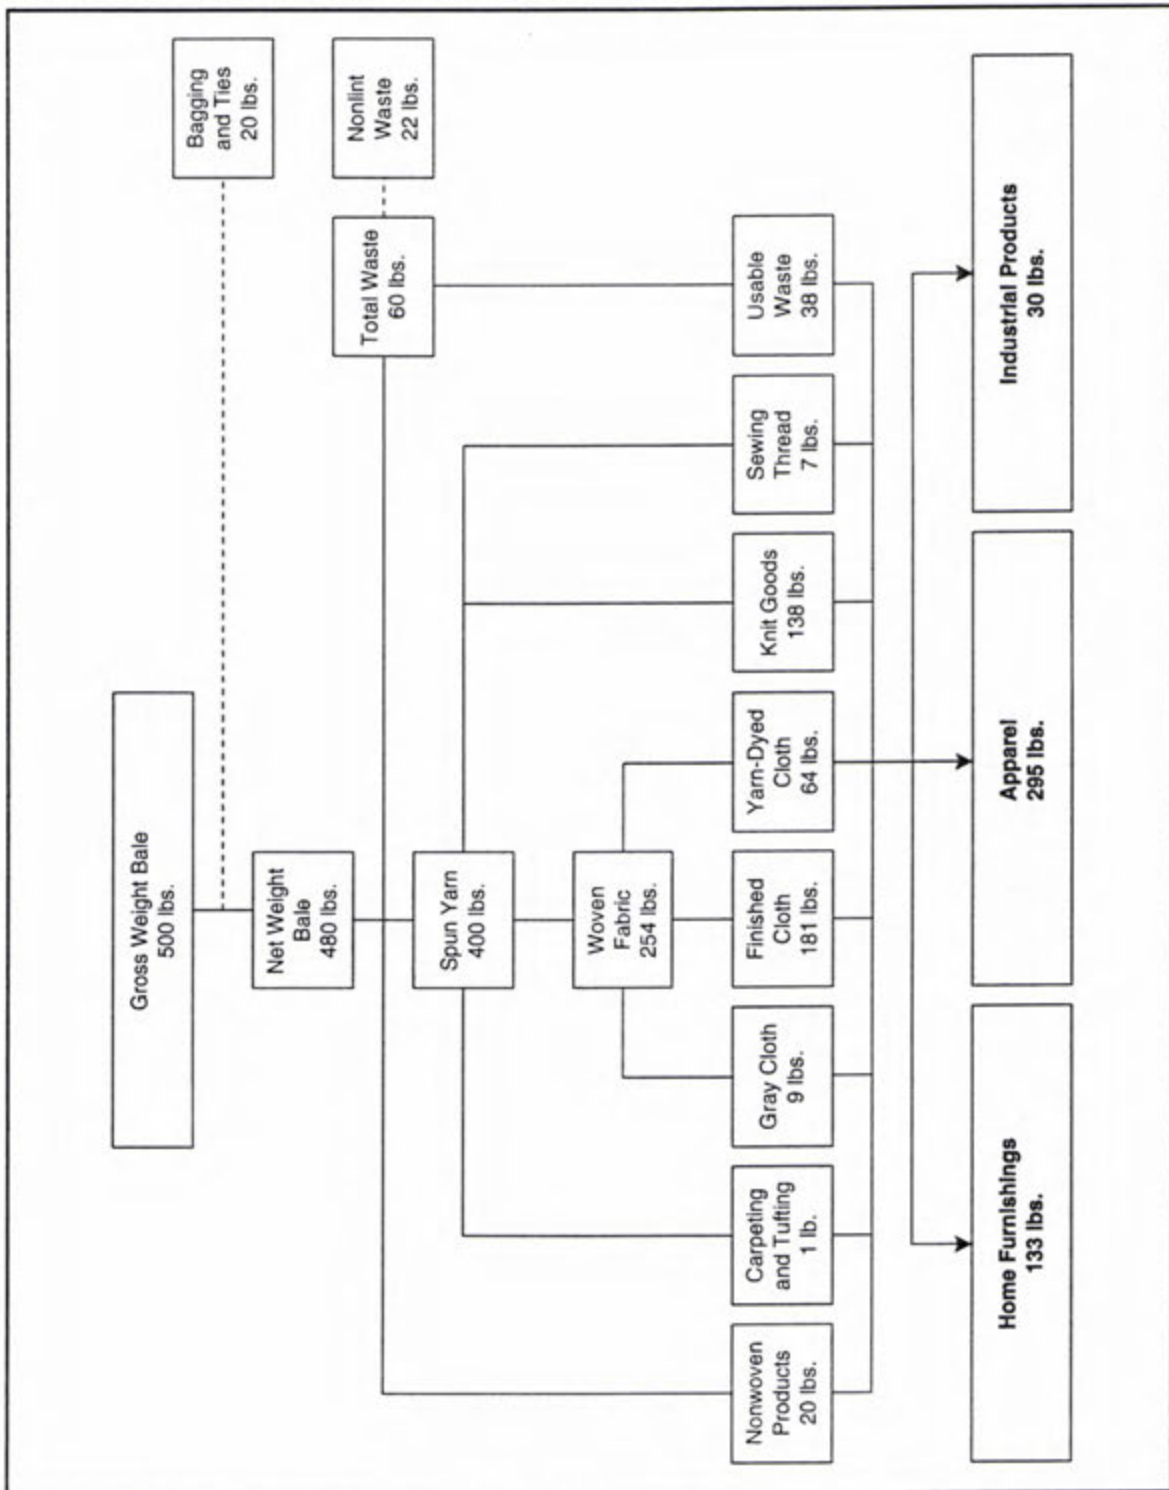 Gross Weight Bale
500 lbs.
Bagging
and Ties
20 lbs.
Net Weight
Bale
480 lbs.
Total Waste
60 lbs.
Nonlint
Waste
22 lbs.
Spun Yarn
400 lbs.
Woven
Fabric
254 lbs.
Nonwoven
Products
20 lbs.
Carpeting
and Tufting
1 lb.
Gray Cloth
9 lbs.
Finished
Cloth
181 lbs.
Yarn-Dyed
Cloth
64 lbs.
Knit Goods
138 lbs.
Sewing
Thread
7 lbs.
Usable
Waste
38 lbs.
Home Furnishings
133 lbs.
Apparel
295 lbs.
Industrial Products
30 lbs.